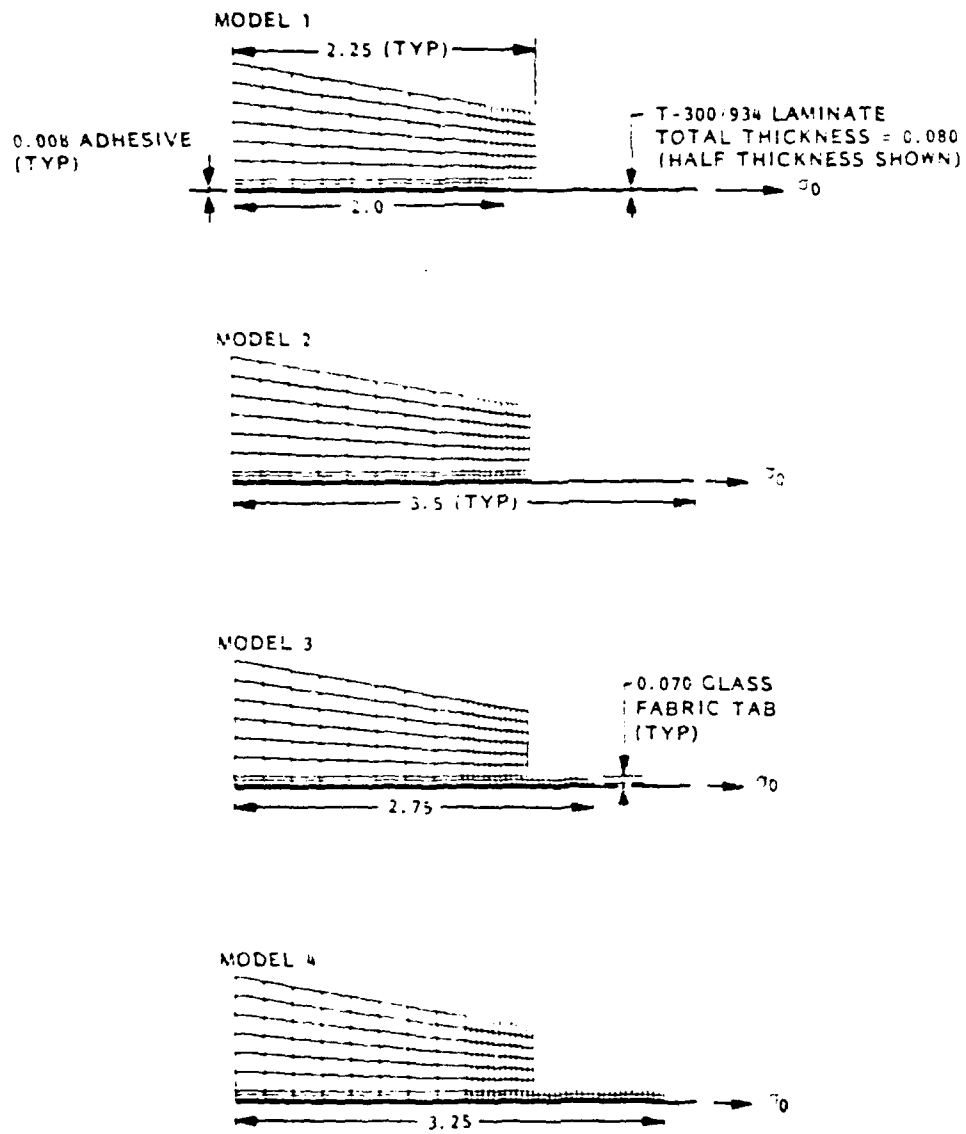 MODEL 1
2.25 (TYP)
0.008 ADHESIVE
(TYP)
T-300/934 LAMINATE
TOTAL THICKNESS = 0.080
(HALF THICKNESS SHOWN)
σ0
2.0
MODEL 2
σ0
3.5 (TYP)
MODEL 3
0.070 GLASS
FABRIC TAB
(TYP)
σ0
2.75
MODEL 4
σ0
3.25